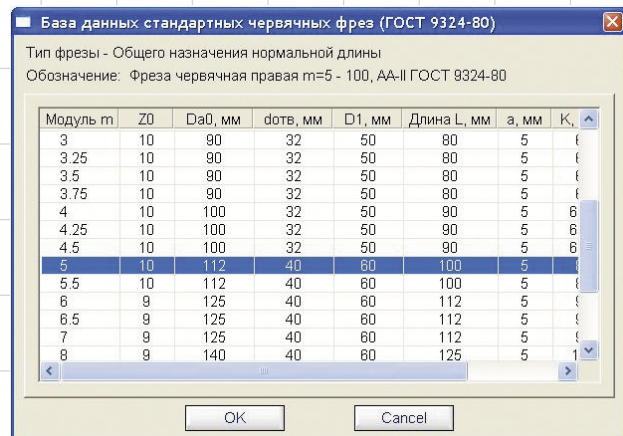 База данных стандартных червячных фрез (ГОСТ 9324-80)
Тип фрезы - Общего назначения нормальной длины
Обозначение: Фреза червячная правая m=5 - 100, AA-II ГОСТ 9324-80
Модуль m Z0 Da0, мм dотв, мм D1, мм Длина L, мм a, мм K,
3 10 90 32 50 80 5
3.25 10 90 32 50 80 5
3.5 10 90 32 50 80 5
3.75 10 90 32 50 80 5
4 10 100 32 50 90 5 6
4.25 10 100 32 50 90 5 6
4.5 10 100 32 50 90 5 6
5 10 112 40 60 100 5
5.5 10 112 40 60 100 5
6 9 125 40 60 112 5
6.5 9 125 40 60 112 5
7 9 125 40 60 112 5
8 9 140 40 60 125 5 1
OK Cancel